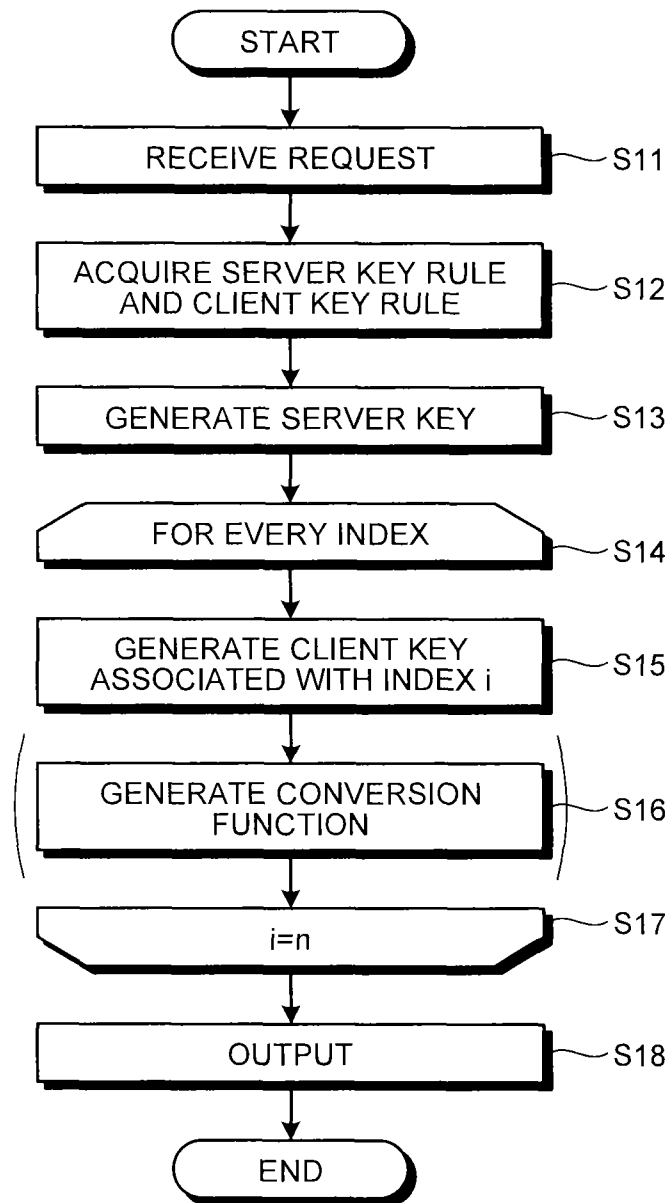 START
RECEIVE REQUEST
S11
ACQUIRE SERVER KEY RULE
AND CLIENT KEY RULE
S12
GENERATE SERVER KEY
S13
FOR EVERY INDEX
S14
GENERATE CLIENT KEY
ASSOCIATED WITH INDEX i
S15
GENERATE CONVERSION
FUNCTION
S16
i=n
S17
OUTPUT
S18
END